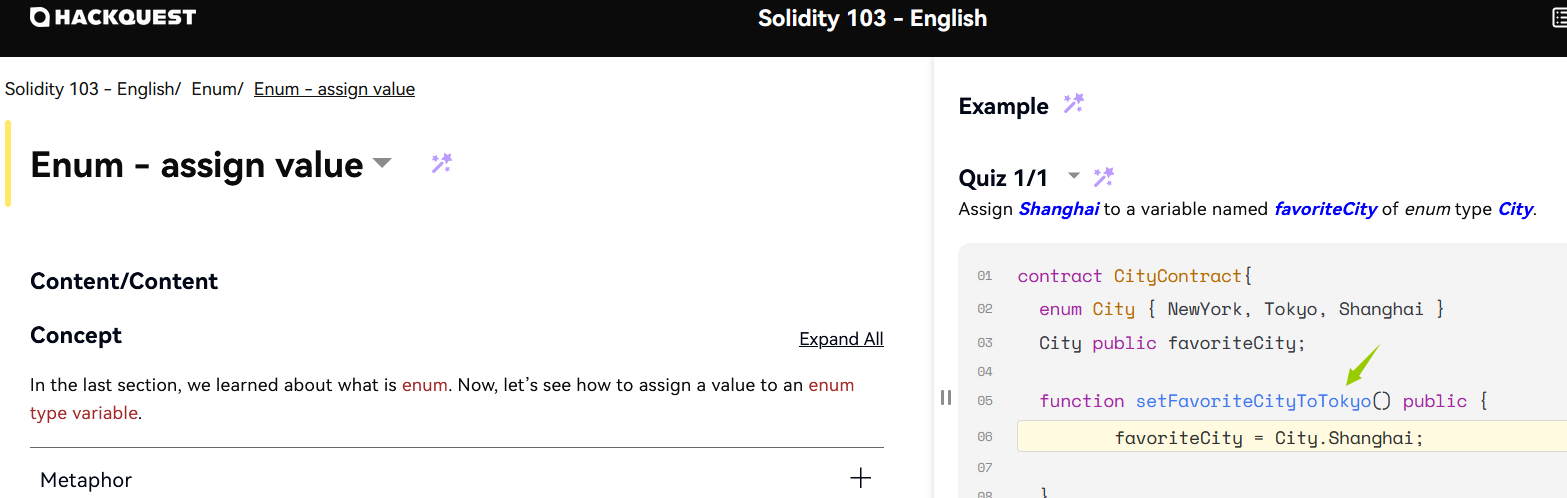 HACKQUEST
Solidity 103 - English
Solidity 103 - English/ Enum/ Enum - assign value
Enum - assign value
Content/Content
Concept
Expand All
In the last section, we learned about what is enum. Now, let's see how to assign a value to an enum
type variable.
Metaphor
Example
Quiz 1/1
Assign Shanghai to a variable named favoriteCity of enum type City.
01 contract CityContract{
02 enum City { NewYork, Tokyo, Shanghai }
03 City public favoriteCity;
04
05 function setFavoriteCityToTokyo() public {
06 favoriteCity = City.Shanghai;
07
08 }